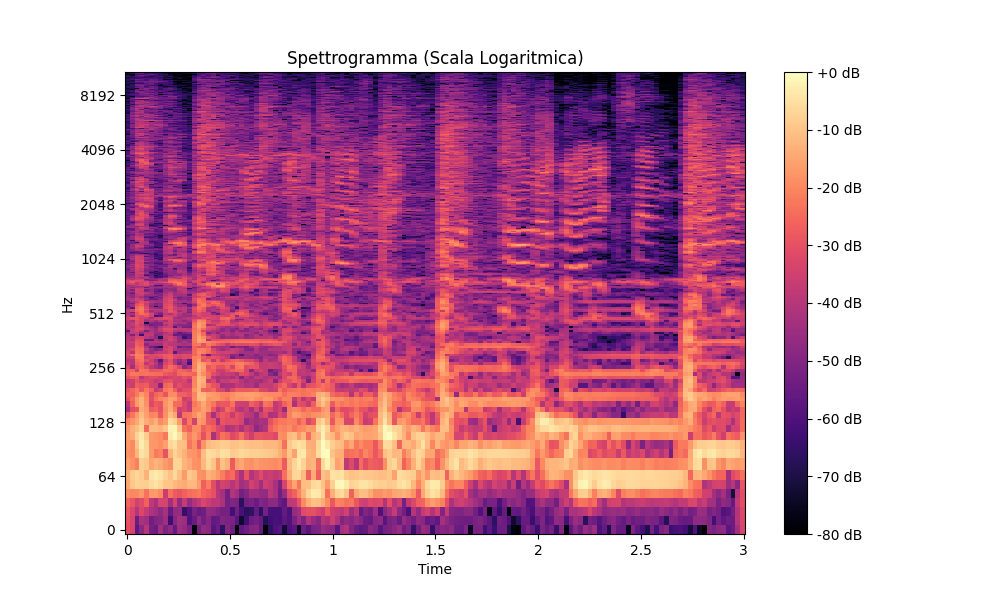 Spettrogramma (Scala Logaritmica)
Hz
8192
4096
2048
1024
512
256
128
64
0
0
0.5
1
1.5
2
2.5
3
Time
+0 dB
-10 dB
-20 dB
-30 dB
-40 dB
-50 dB
-60 dB
-70 dB
-80 dB